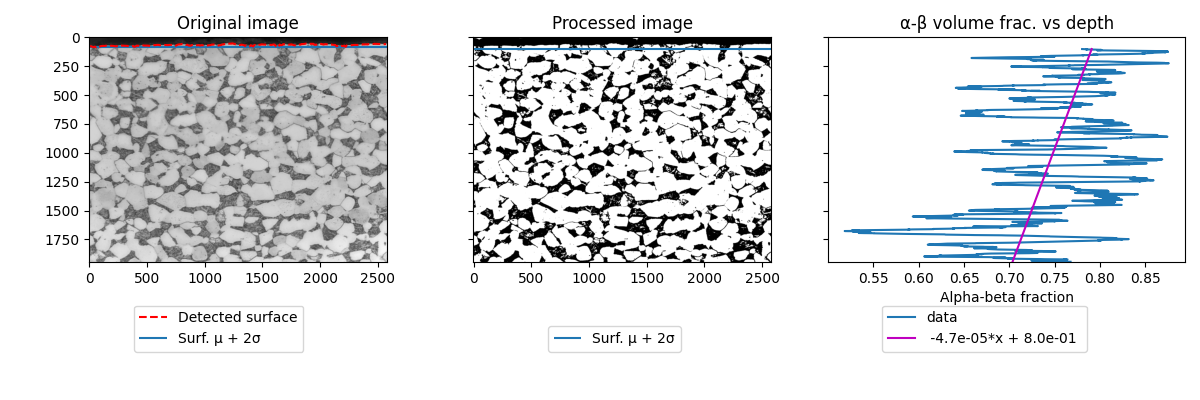 Original image
Processed image
α-β volume frac. vs depth
0
250
500
750
1000
1250
1500
1750
0 500 1000 1500 2000 2500
0 500 1000 1500 2000 2500
0.55 0.60 0.65 0.70 0.75 0.80 0.85
Alpha-beta fraction
Detected surface
Surf. μ + 2σ
Surf. μ + 2σ
data
-4.7e-05*x + 8.0e-01